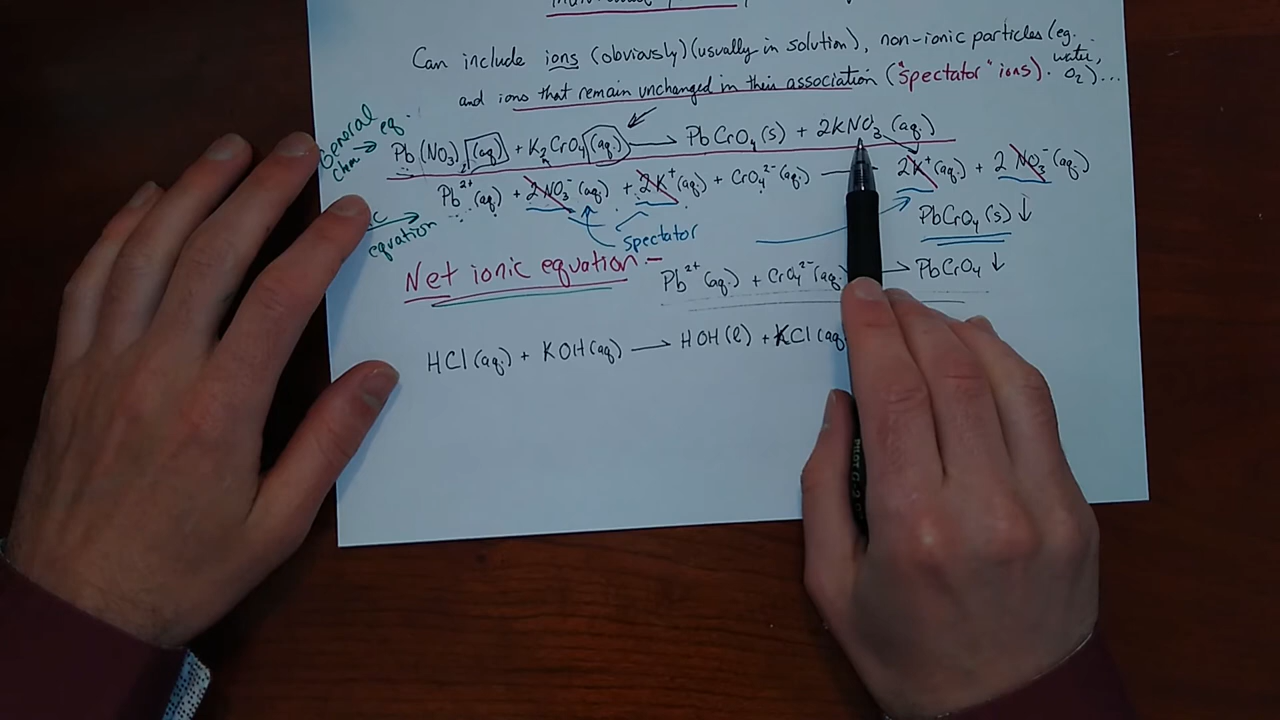 Can include ions (obviously) (usually in solution), non-ionic particles (eg. water, O₂)...
and ions that remain unchanged in their association ("spectator" ions).
General
Chm eq.
Pb(NO₃)₂(aq.) + K₂CrO₄(aq.) → PbCrO₄(s) + 2KNO₃(aq.)
Pb²⁺(aq.) + 2NO₃⁻(aq.) + 2K⁺(aq.) + CrO₄²⁻(aq.) → 2K⁺(aq.) + 2NO₃⁻(aq.)
equation
PbCrO₄(s)↓
spectator
Net ionic equation:-
Pb²⁺(aq.) + CrO₄²⁻(aq. → PbCrO₄↓
HCl(aq.) + KOH(aq.) → HOH(l) + KCl(aq
PILOT G-2